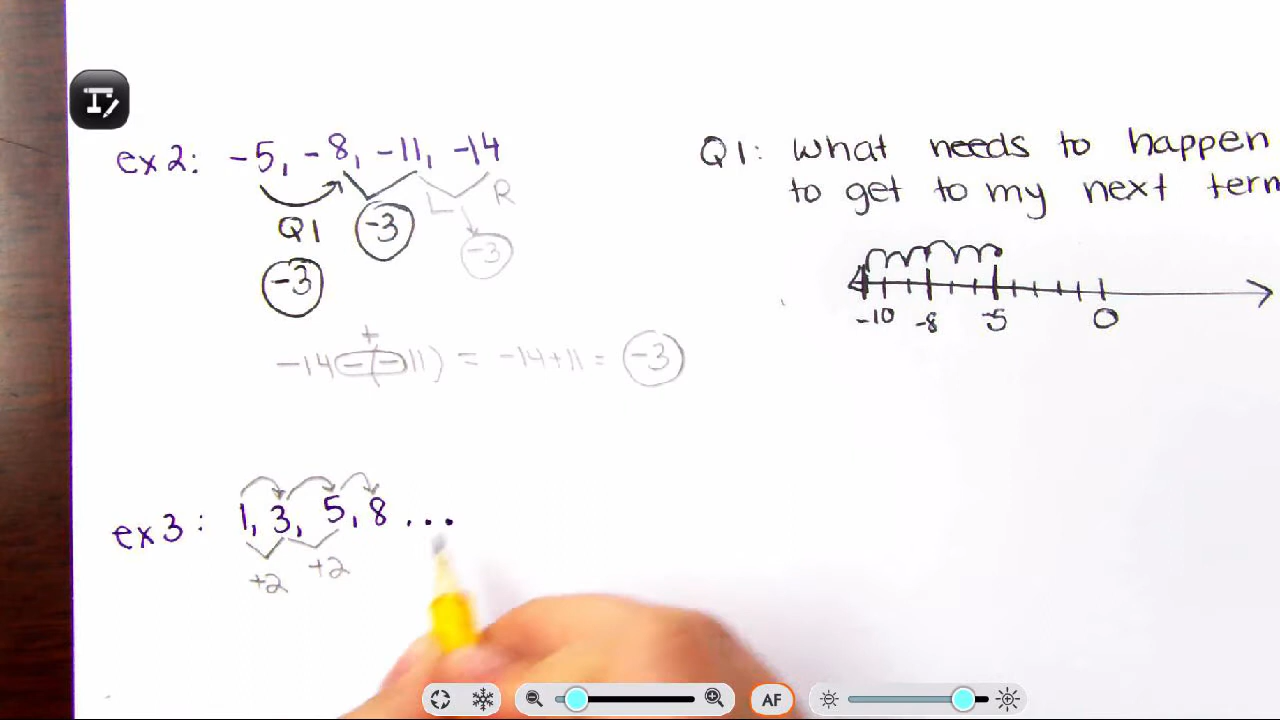 ex 2: -5, -8, -11, -14
Q1
-3
-3
L
R
-3
+
-14 -(-11) = -14+11 = -3
ex 3: 1, 3, 5, 8 ...
+2 +2
Q1: what needs to happen
to get to my next term
-10 -8 -5 0
AF